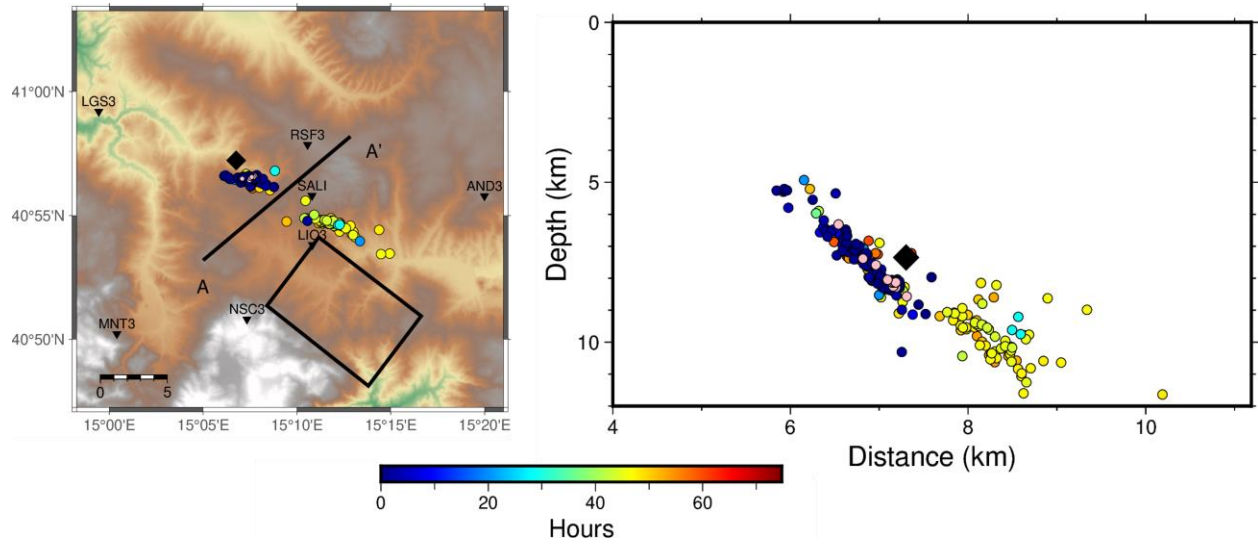 41°00'N
40°55'N
40°50'N
LGS3
RSF3
A'
SALI
AND3
LIO3
A
NSC3
MNT3
0 5
15°00'E 15°05'E 15°10'E 15°15'E 15°20'E
0
5
10
Depth (km)
4 6 8 10
Distance (km)
0 20 40 60
Hours